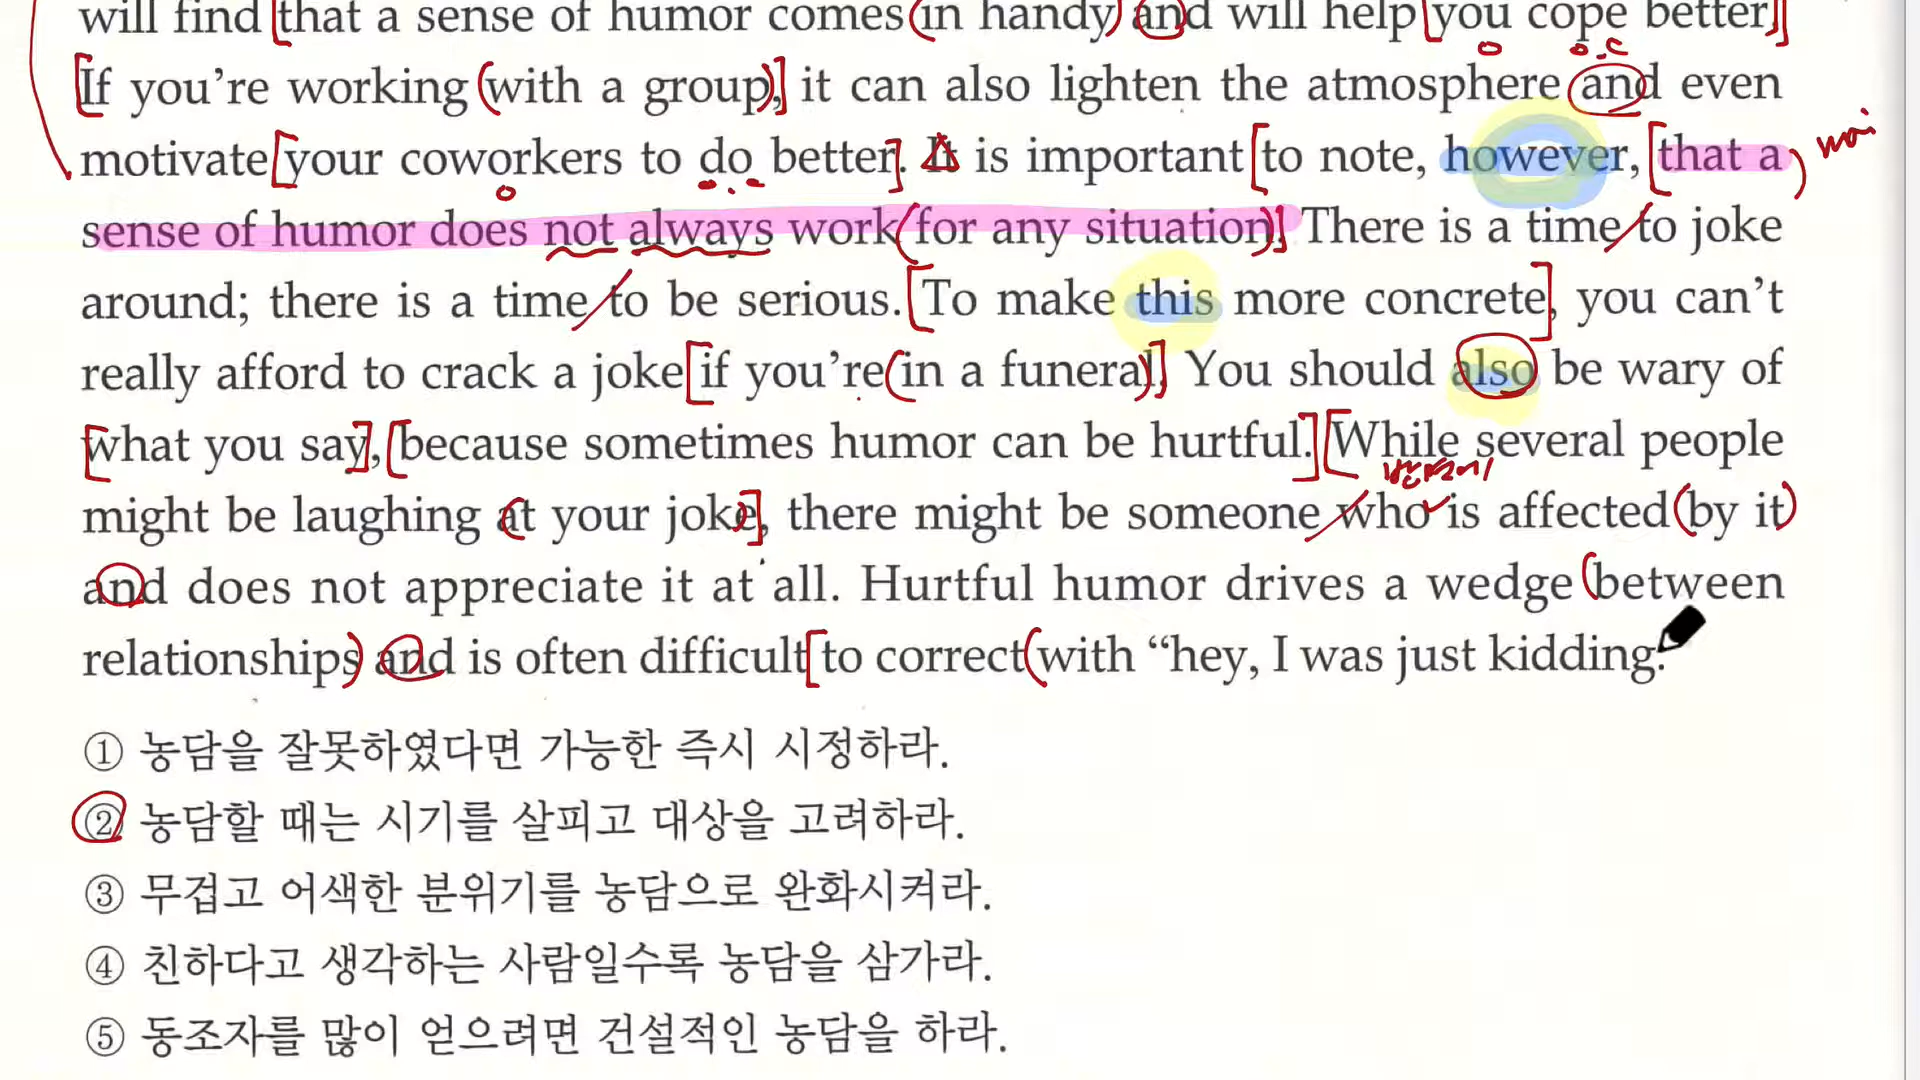 will find that a sense of humor comes in handy and will help you cope better.
If you're working with a group, it can also lighten the atmosphere and even
motivate your coworkers to do better. It is important to note, however, that a
sense of humor does not always work for any situation. There is a time to joke
around; there is a time to be serious. To make this more concrete, you can't
really afford to crack a joke if you're in a funeral. You should also be wary of
what you say, because sometimes humor can be hurtful. While several people
might be laughing at your joke, there might be someone who is affected by it
and does not appreciate it at all. Hurtful humor drives a wedge between
relationships and is often difficult to correct with “hey, I was just kidding.
① 농담을 잘못하였다면 가능한 즉시 시정하라.
② 농담할 때는 시기를 살피고 대상을 고려하라.
③ 무겁고 어색한 분위기를 농담으로 완화시켜라.
④ 친하다고 생각하는 사람일수록 농담을 삼가라.
⑤ 동조자를 많이 얻으려면 건설적인 농담을 하라.